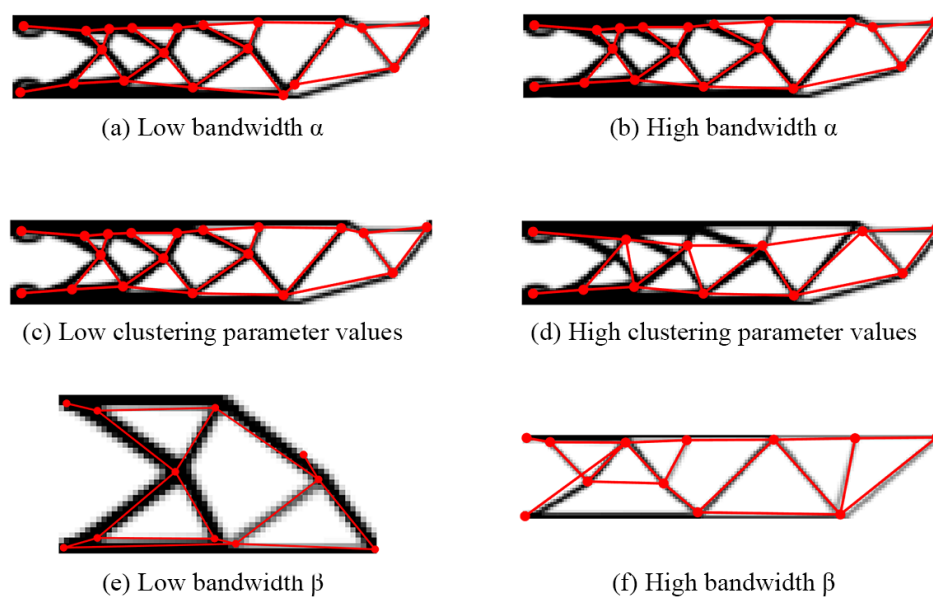 (a) Low bandwidth α
(b) High bandwidth α
(c) Low clustering parameter values
(d) High clustering parameter values
(e) Low bandwidth β
(f) High bandwidth β